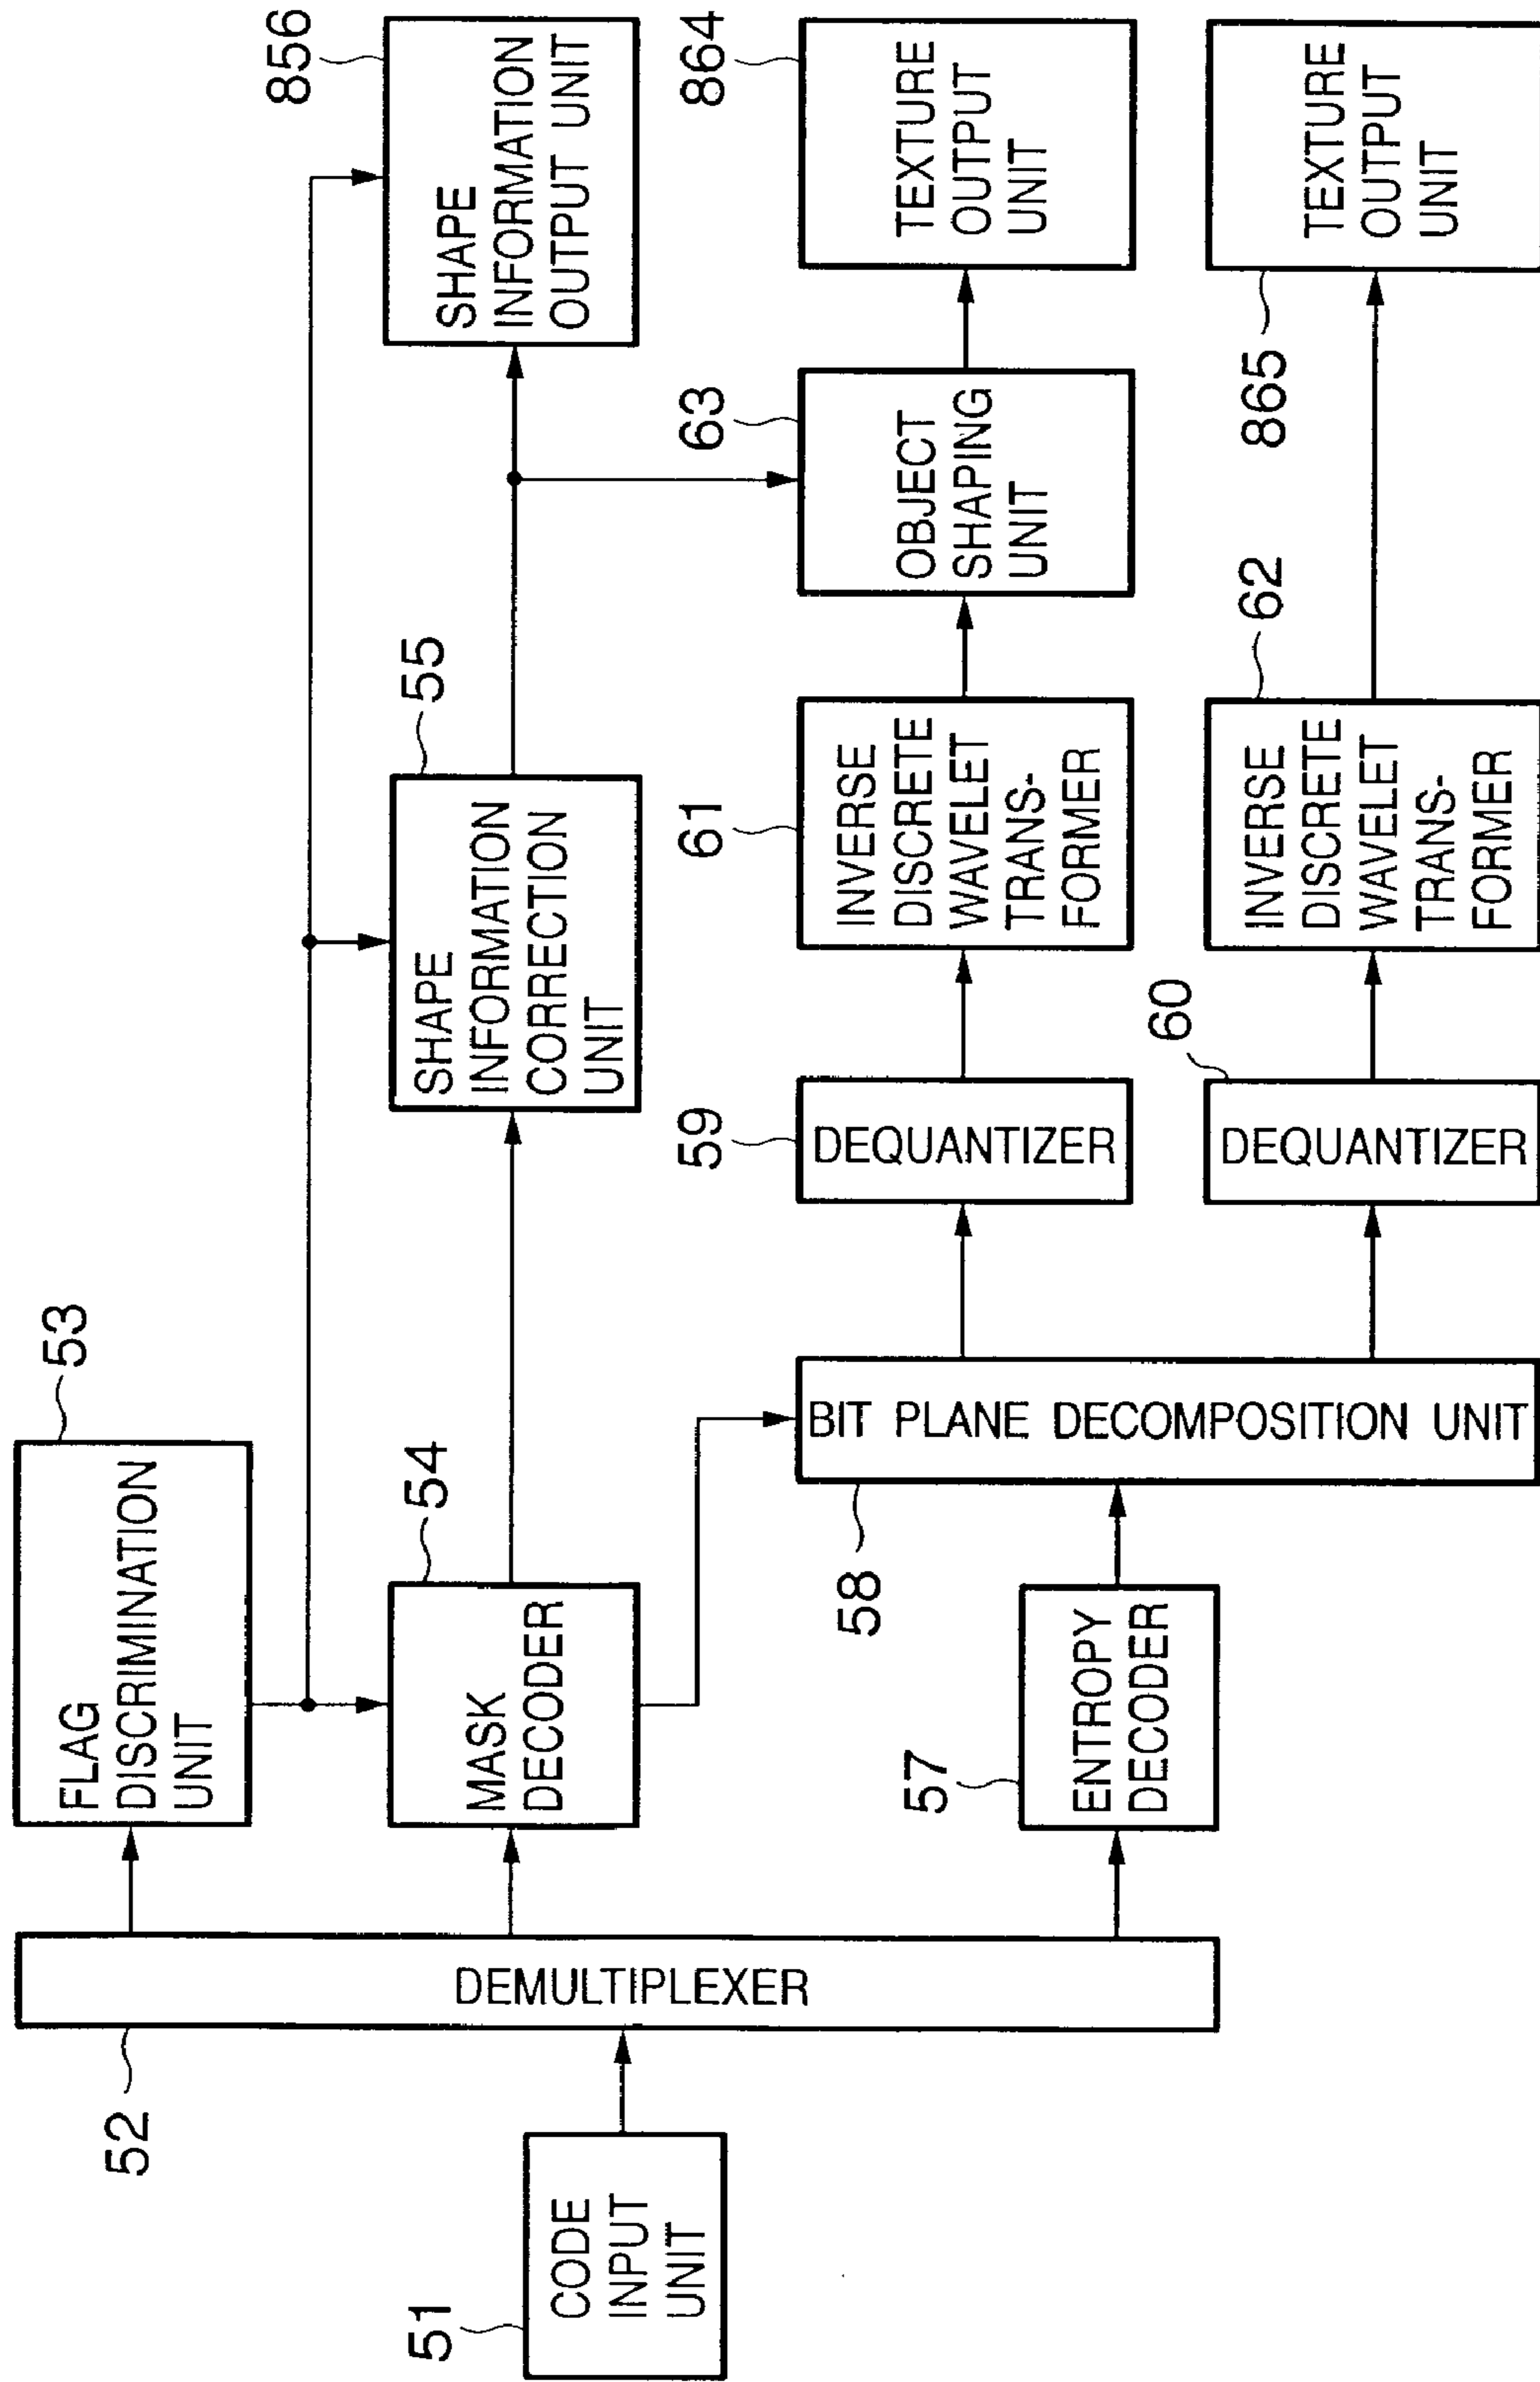 51
CODE
INPUT
UNIT
52
DEMULTIPLEXER
53
FLAG
DISCRIMINATION
UNIT
54
MASK
DECODER
57
ENTROPY
DECODER
58
BIT PLANE DECOMPOSITION UNIT
55
SHAPE
INFORMATION
CORRECTION
UNIT
59
DEQUANTIZER
60
DEQUANTIZER
61
INVERSE
DISCRETE
WAVELET
TRANS-
FORMER
62
INVERSE
DISCRETE
WAVELET
TRANS-
FORMER
63
OBJECT
SHAPING
UNIT
856
SHAPE
INFORMATION
OUTPUT UNIT
864
TEXTURE
OUTPUT
UNIT
865
TEXTURE
OUTPUT
UNIT